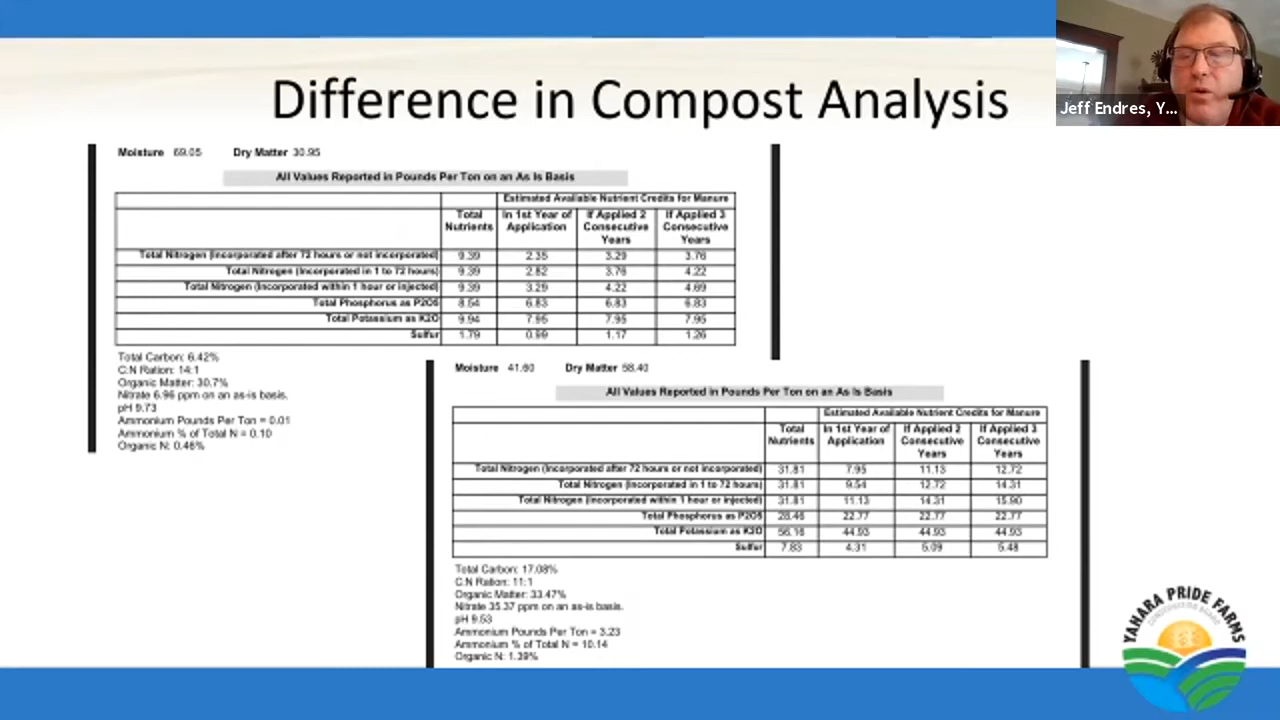 Difference in Compost Analysis
Jeff Endres, Y...
Moisture 69.05 Dry Matter 30.95
All Values Reported in Pounds Per Ton on an As Is Basis
Estimated Available Nutrient Credits for Manure
Total Nutrients In 1st Year of Application If Applied 2 Consecutive Years If Applied 3 Consecutive Years
Total Nitrogen (Incorporated after 72 hours or not incorporated) 9.39 2.35 3.29 3.76
Total Nitrogen (Incorporated in 1 to 72 hours) 9.39 2.82 3.76 4.22
Total Nitrogen (Incorporated within 1 hour or injected) 9.39 3.29 4.22 4.69
Total Phosphorus as P2O5 8.54 6.83 6.83 6.83
Total Potassium as K2O 9.94 7.95 7.95 7.95
Sulfur 1.79 0.99 1.17 1.26
Total Carbon: 6.42%
C:N Ration: 14:1
Organic Matter: 30.7%
Nitrate 6.96 ppm on an as-is basis.
pH 9.73
Ammonium Pounds Per Ton = 0.01
Ammonium % of Total N = 0.10
Organic N: 0.46%
Moisture 41.60 Dry Matter 58.40
All Values Reported in Pounds Per Ton on an As Is Basis
Estimated Available Nutrient Credits for Manure
Total Nutrients In 1st Year of Application If Applied 2 Consecutive Years If Applied 3 Consecutive Years
Total Nitrogen (Incorporated after 72 hours or not incorporated) 31.81 7.95 11.13 12.72
Total Nitrogen (Incorporated in 1 to 72 hours) 31.81 9.54 12.72 14.31
Total Nitrogen (Incorporated within 1 hour or injected) 31.81 11.13 14.31 15.90
Total Phosphorus as P2O5 28.46 22.77 22.77 22.77
Total Potassium as K2O 56.16 44.93 44.93 44.93
Sulfur 7.83 4.31 5.09 5.48
Total Carbon: 17.08%
C:N Ration: 11:1
Organic Matter: 33.47%
Nitrate 35.37 ppm on an as-is basis.
pH 9.53
Ammonium Pounds Per Ton = 3.23
Ammonium % of Total N = 10.14
Organic N: 1.39%
YAHARA PRIDE FARMS